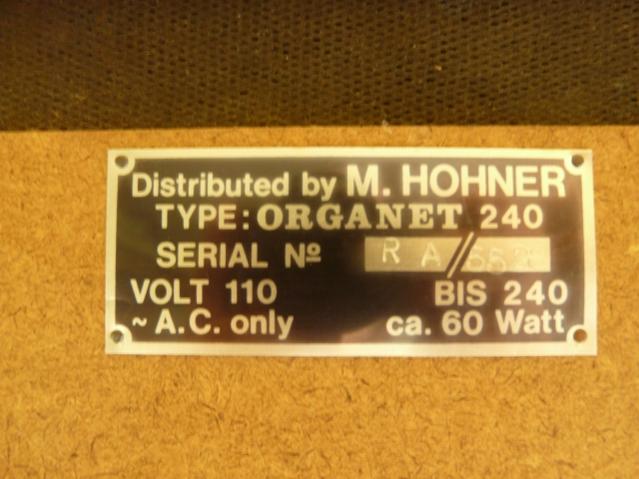 Distributed by M. HOHNER
TYPE: ORGANET 240
SERIAL Nº R A /
VOLT 110 BIS 240
~ A.C. only ca. 60 Watt